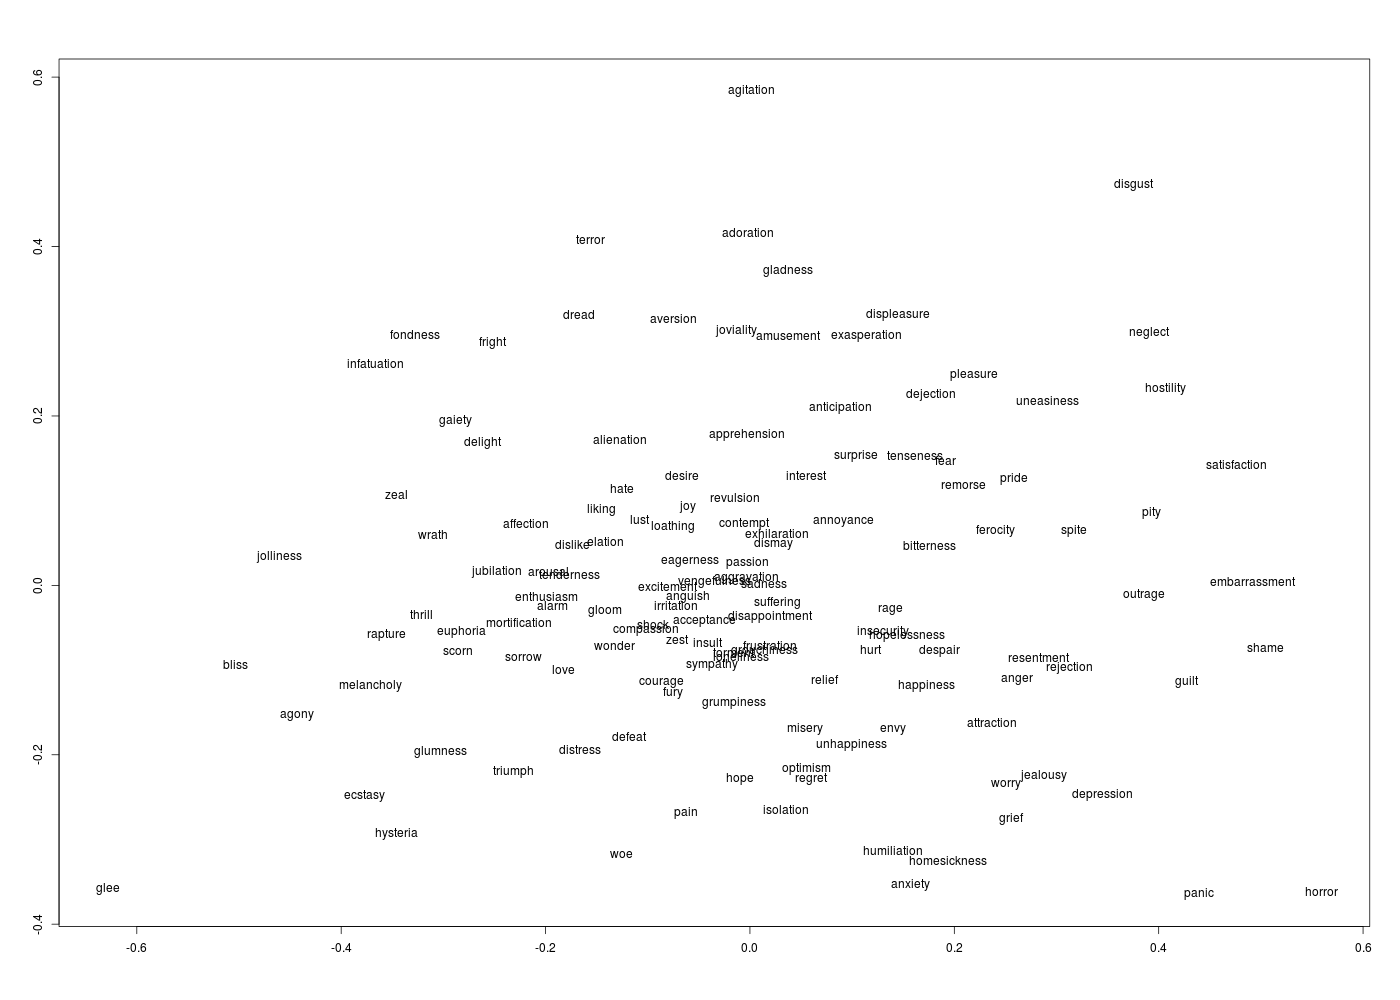 0.6
agitation
disgust
adoration
terror
gladness
0.4
displeasure
dread
aversion
joviality
neglect
fondness
exasperation
amusement
fright
infatuation
pleasure
hostility
dejection
uneasiness
anticipation
0.2
gaiety
apprehension
alienation
delight
surprise
tenseness
fear
satisfaction
desire
interest
pride
remorse
hate
zeal
revulsion
joy
liking
pity
lust
annoyance
contempt
affection
loathing
ferocity
spite
wrath
exhilaration
elation
dismay
dislike
bitterness
jolliness
eagerness
passion
jubilation
arousal
tenderness
aggravation
vengefulness
sadness
embarrassment
0.0
excitement
outrage
anguish
enthusiasm
suffering
alarm
irritation
rage
gloom
thrill
disappointment
acceptance
mortification
shock
compassion
euphoria
insecurity
rapture
hopelessness
zest
insult
wonder
frustration
shame
scorn
grouchiness
hurt
despair
torment
loneliness
sorrow
resentment
sympathy
bliss
rejection
love
anger
relief
courage
guilt
melancholy
happiness
fury
grumpiness
agony
attraction
misery
envy
defeat
unhappiness
distress
glumness
-0.2
optimism
triumph
jealousy
hope
regret
worry
ecstasy
depression
isolation
pain
grief
hysteria
humiliation
woe
homesickness
anxiety
glee
panic
horror
-0.4
-0.6 -0.4 -0.2 0.0 0.2 0.4 0.6